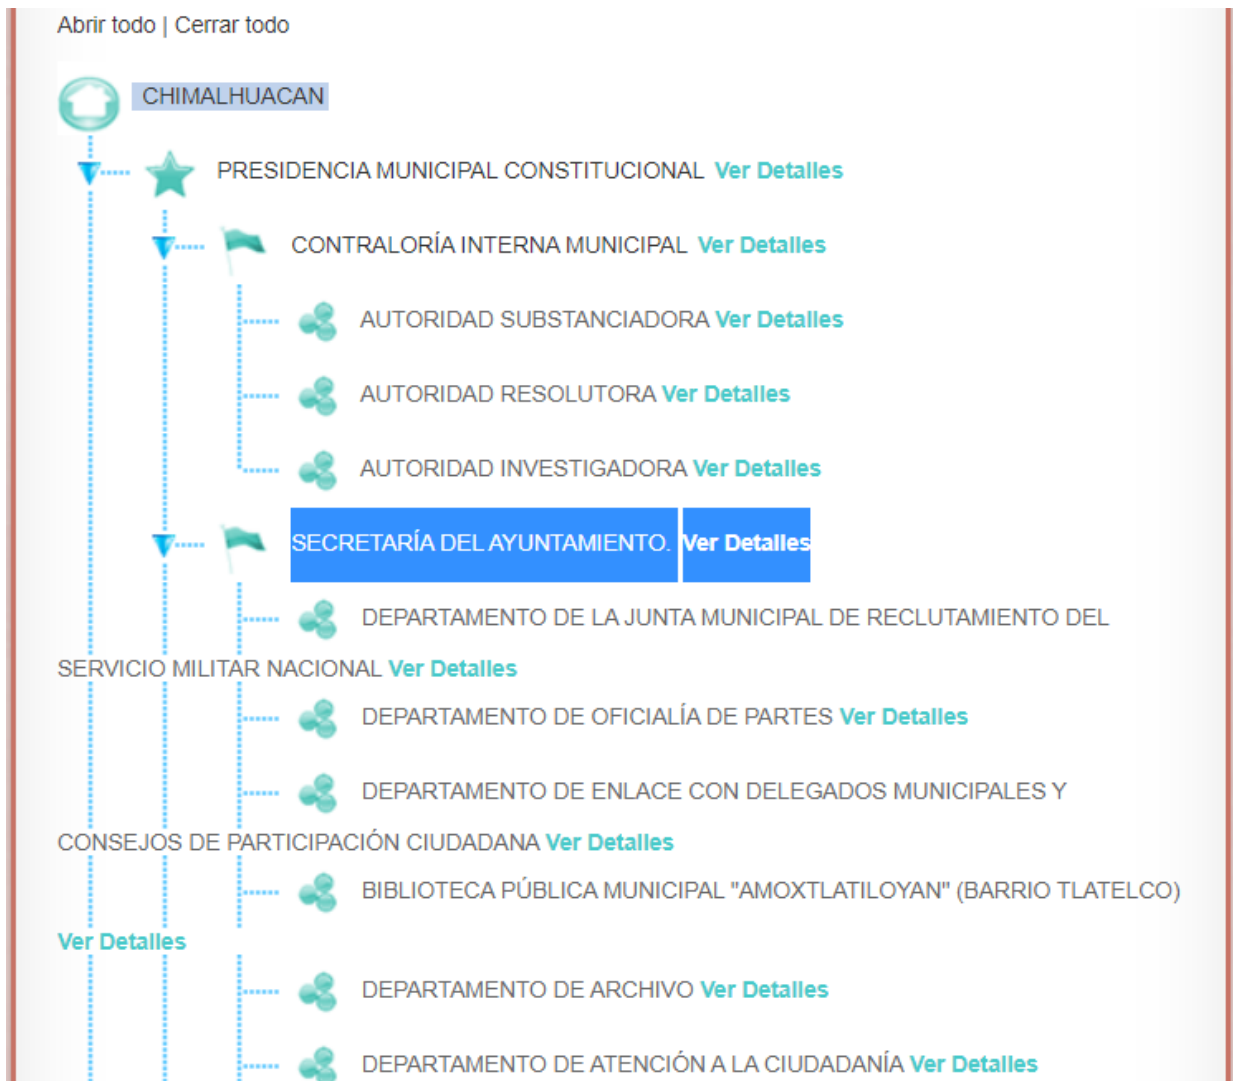 Abrir todo | Cerrar todo
CHIMALHUACAN
PRESIDENCIA MUNICIPAL CONSTITUCIONAL Ver Detalles
CONTRALORÍA INTERNA MUNICIPAL Ver Detalles
AUTORIDAD SUBSTANCIADORA Ver Detalles
AUTORIDAD RESOLUTORA Ver Detalles
AUTORIDAD INVESTIGADORA Ver Detalles
SECRETARÍA DEL AYUNTAMIENTO. Ver Detalles
DEPARTAMENTO DE LA JUNTA MUNICIPAL DE RECLUTAMIENTO DEL
SERVICIO MILITAR NACIONAL Ver Detalles
DEPARTAMENTO DE OFICIALÍA DE PARTES Ver Detalles
DEPARTAMENTO DE ENLACE CON DELEGADOS MUNICIPALES Y
CONSEJOS DE PARTICIPACIÓN CIUDADANA Ver Detalles
BIBLIOTECA PÚBLICA MUNICIPAL "AMOXTLATILOYAN" (BARRIO TLATELCO)
Ver Detalles
DEPARTAMENTO DE ARCHIVO Ver Detalles
DEPARTAMENTO DE ATENCIÓN A LA CIUDADANÍA Ver Detalles